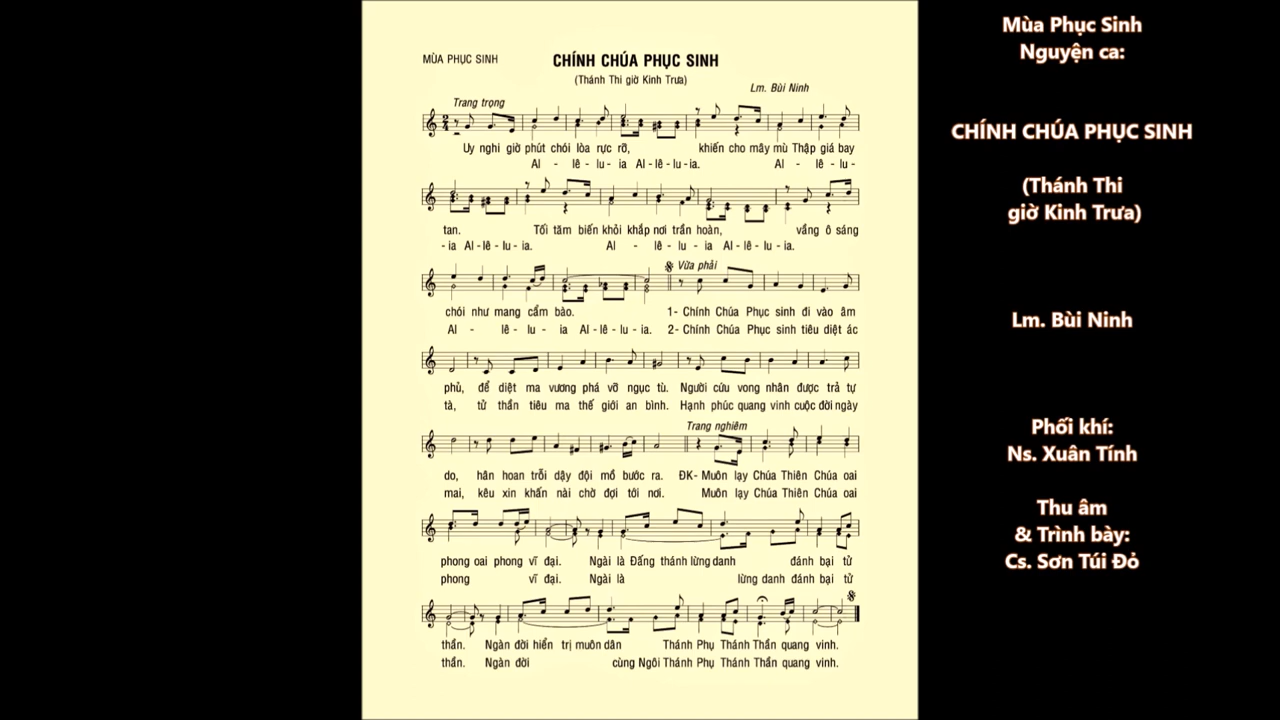 MÙA PHỤC SINH
CHÍNH CHÚA PHỤC SINH
(Thánh Thi giờ Kinh Trưa)
Lm. Bùi Ninh
Trang trọng
Uy nghi giờ phút chói lòa rực rỡ, khiến cho mây mù Thập giá bay
Al - lê - lu - ia Al - lê - lu - ia. Al - lê - lu -
tan. Tối tăm biến khỏi khắp nơi trần hoàn, vầng ô sáng
- ia Al - lê - lu - ia. Al - lê - lu - ia Al - lê - lu - ia.
Vừa phải
chói như mang cẩm bào. 1- Chính Chúa Phục sinh đi vào âm
Al - lê - lu - ia Al - lê - lu - ia. 2- Chính Chúa Phục sinh tiêu diệt ác
phủ, để diệt ma vương phá vỡ ngục tù. Người cứu vong nhân được trả tự
tà, tử thần tiêu ma thế giới an bình. Hạnh phúc quang vinh cuộc đời ngày
Trang nghiêm
do, hân hoan trỗi dậy đội mồ bước ra. ĐK- Muôn lạy Chúa Thiên Chúa oai
mai, kêu xin khẩn nài chờ đợi tới nơi. Muôn lạy Chúa Thiên Chúa oai
phong oai phong vĩ đại. Ngài là Đấng thánh lừng danh đánh bại tử
phong vĩ đại. Ngài là lừng danh đánh bại tử
thần. Ngàn đời hiển trị muôn dân Thánh Phụ Thánh Thần quang vinh.
thần. Ngàn đời cùng Ngôi Thánh Phụ Thánh Thần quang vinh.
Mùa Phục Sinh
Nguyện ca:
CHÍNH CHÚA PHỤC SINH
(Thánh Thi
giờ Kinh Trưa)
Lm. Bùi Ninh
Phối khí:
Ns. Xuân Tính
Thu âm
& Trình bày:
Cs. Sơn Túi Đỏ